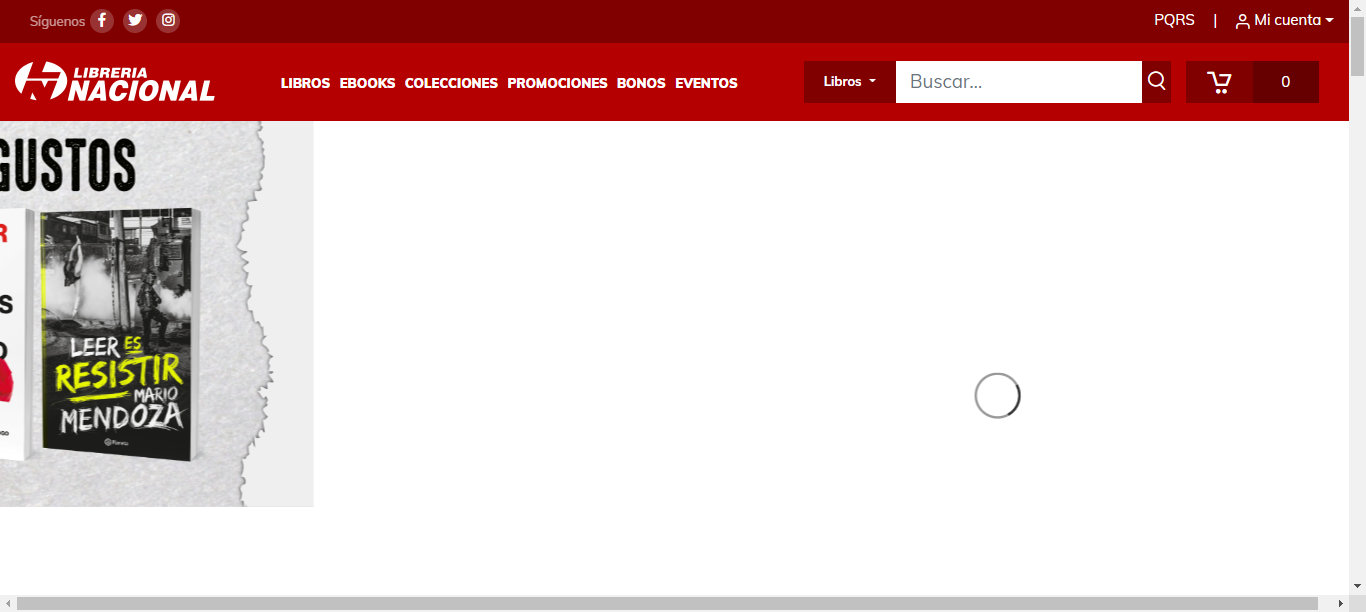 Síguenos
PQRS | Mi cuenta
LIBRERIA
NACIONAL
LIBROS EBOOKS COLECCIONES PROMOCIONES BONOS EVENTOS
Libros
Buscar...
0
GUSTOS
R
S
O
LEER ES
RESISTIR
MARIO
MENDOZA
Planeta